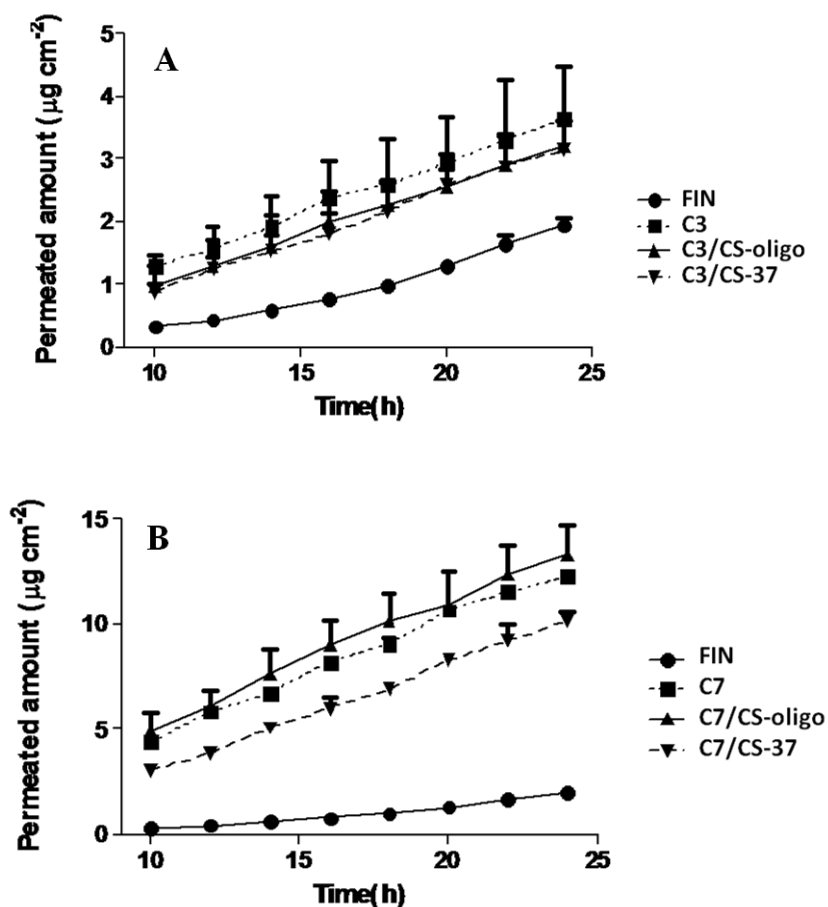 A
Permeated amount (μg cm-2)
5
4
3
2
1
0
10
15
20
25
Time(h)
FIN
C3
C3/CS-oligo
C3/CS-37
B
Permeated amount (μg cm-2)
15
10
5
0
10
15
20
25
Time(h)
FIN
C7
C7/CS-oligo
C7/CS-37